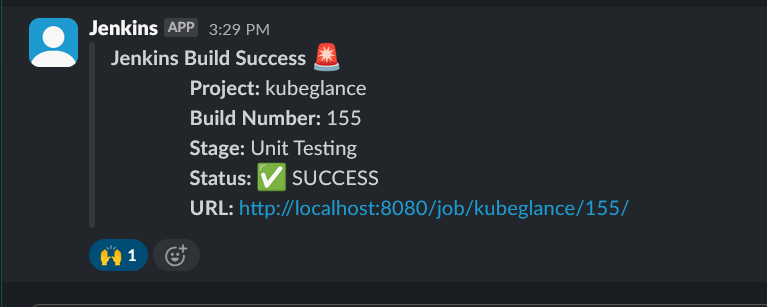 Jenkins APP 3:29 PM
Jenkins Build Success 🚨
Project: kubeglance
Build Number: 155
Stage: Unit Testing
Status: ✅ SUCCESS
URL: http://localhost:8080/job/kubeglance/155/
🙌 1